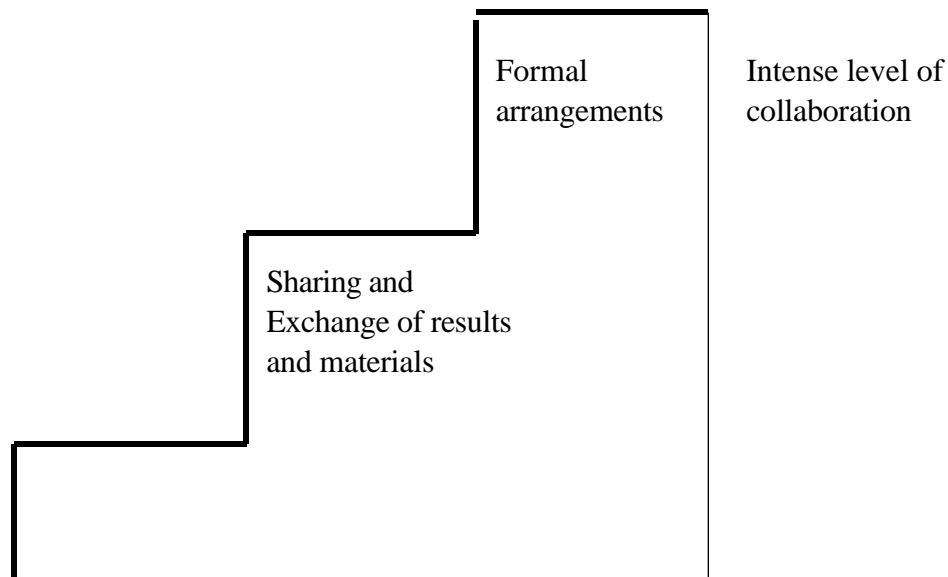 Formal
arrangements
Intense level of
collaboration
Sharing and
Exchange of results
and materials